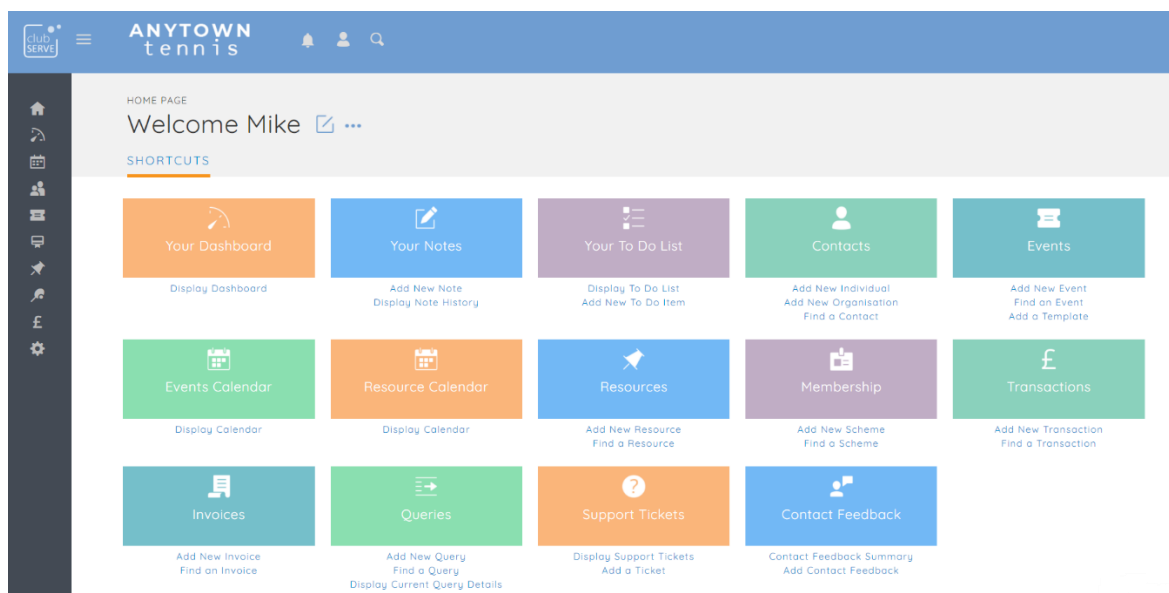 club
SERVE
ANYTOWN
tennis
HOME PAGE
Welcome Mike
SHORTCUTS
Your Dashboard
Display Dashboard
Your Notes
Add New Note
Display Note History
Your To Do List
Display To Do List
Add New To Do Item
Contacts
Add New Individual
Add New Organisation
Find a Contact
Events
Add New Event
Find an Event
Add a Template
Events Calendar
Display Calendar
Resource Calendar
Display Calendar
Resources
Add New Resource
Find a Resource
Membership
Add New Scheme
Find a Scheme
£
Transactions
Add New Transaction
Find a Transaction
£
Invoices
Add New Invoice
Find an Invoice
Queries
Add New Query
Find a Query
Display Current Query Details
?
Support Tickets
Display Support Tickets
Add a Ticket
Contact Feedback
Contact Feedback Summary
Add Contact Feedback